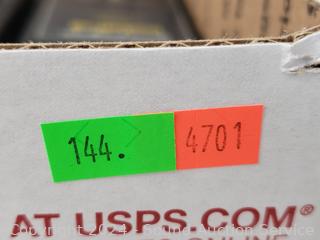 144. 4701
AT USPS.COM®
Copyright 2024 - Sound Auction Service